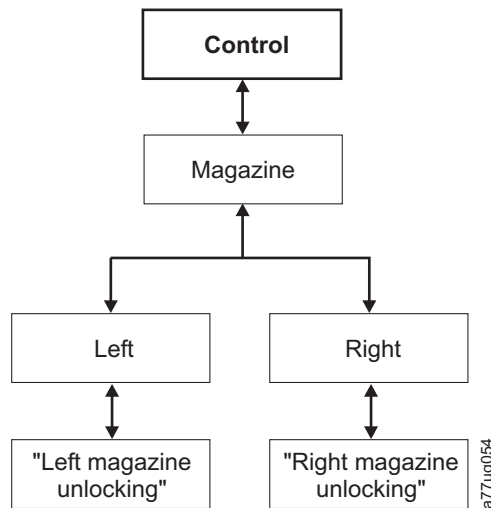 Control
Magazine
Left
Right
"Left magazine
unlocking"
"Right magazine
unlocking"
a77ug054